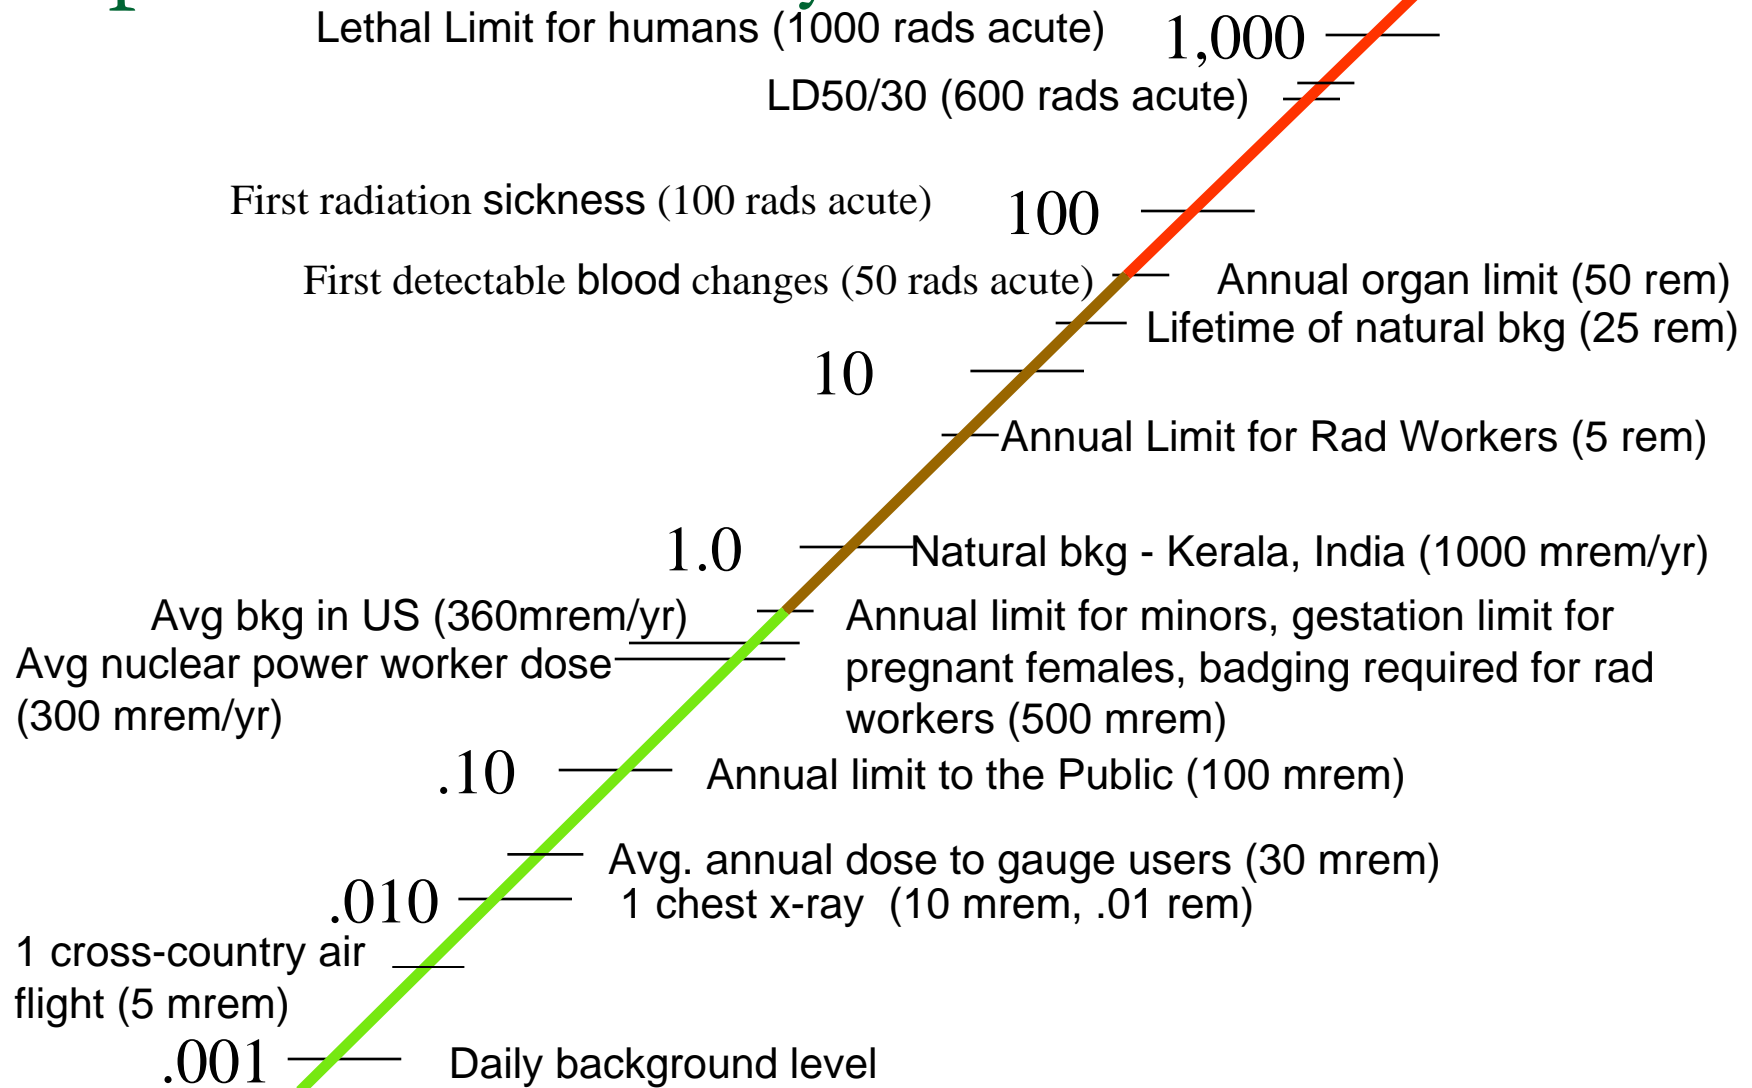 Lethal Limit for humans (1000 rads acute)
1,000
LD50/30 (600 rads acute)
First radiation sickness (100 rads acute)
100
First detectable blood changes (50 rads acute)
Annual organ limit (50 rem)
Lifetime of natural bkg (25 rem)
10
Annual Limit for Rad Workers (5 rem)
1.0
Natural bkg - Kerala, India (1000 mrem/yr)
Avg bkg in US (360mrem/yr)
Avg nuclear power worker dose
(300 mrem/yr)
Annual limit for minors, gestation limit for
pregnant females, badging required for rad
workers (500 mrem)
.10
Annual limit to the Public (100 mrem)
Avg. annual dose to gauge users (30 mrem)
.010
1 chest x-ray (10 mrem, .01 rem)
1 cross-country air
flight (5 mrem)
.001
Daily background level